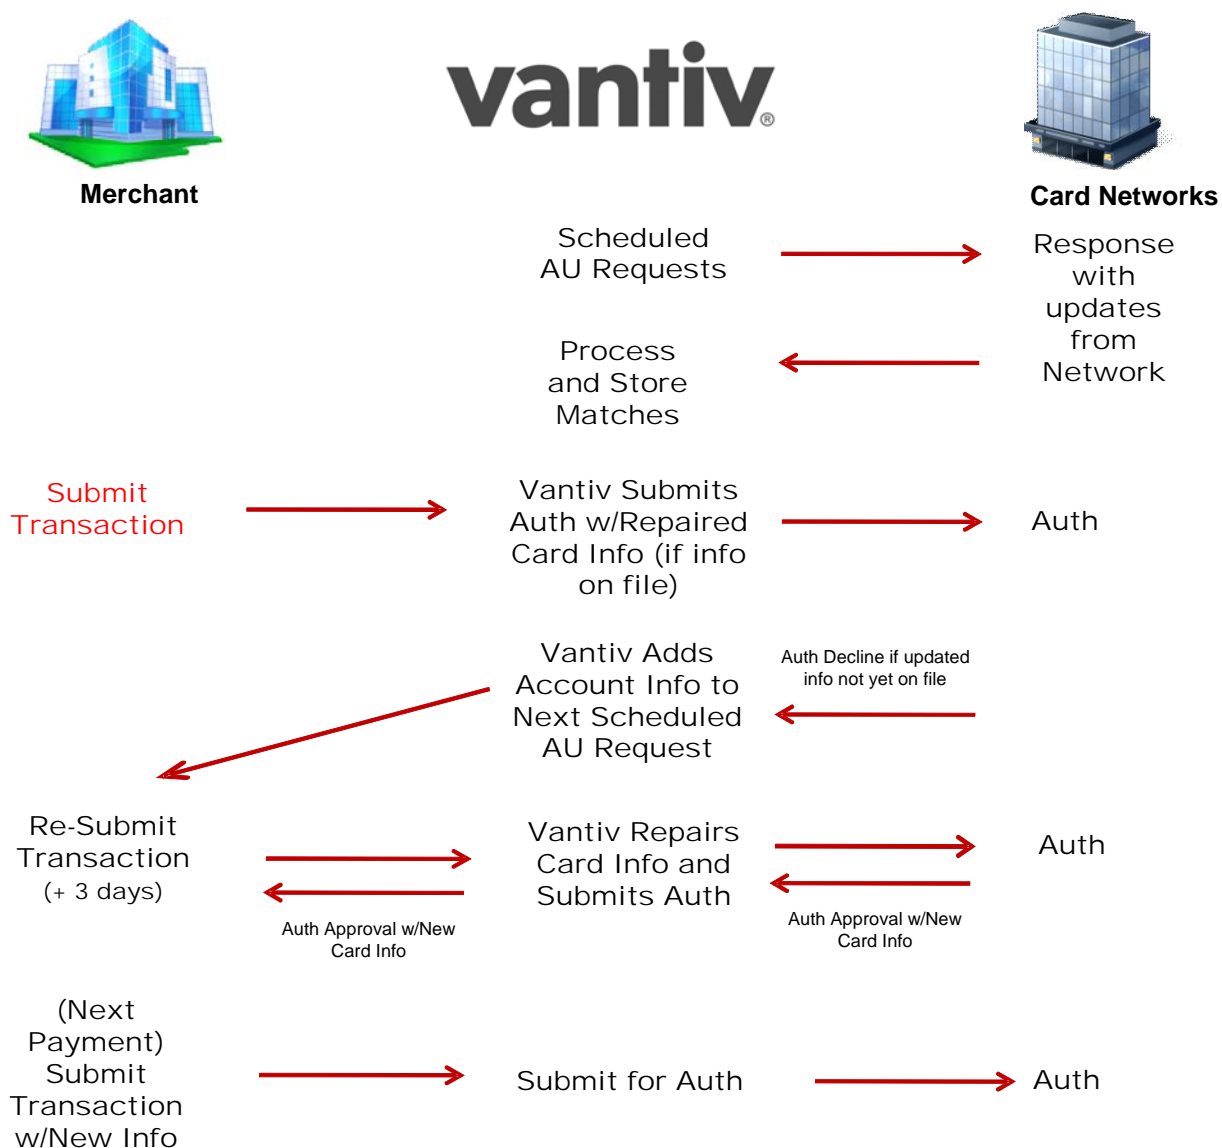 vantiv®
Merchant
Card Networks
Scheduled
AU Requests
Response
with
updates
from
Network
Process
and Store
Matches
Submit
Transaction
Vantiv Submits
Auth w/Repaired
Card Info (if info
on file)
Auth
Vantiv Adds
Account Info to
Next Scheduled
AU Request
Auth Decline if updated
info not yet on file
Re-Submit
Transaction
(+ 3 days)
Auth Approval w/New
Card Info
Vantiv Repairs
Card Info and
Submits Auth
Auth Approval w/New
Card Info
Auth
(Next
Payment)
Submit
Transaction
w/New Info
Submit for Auth
Auth